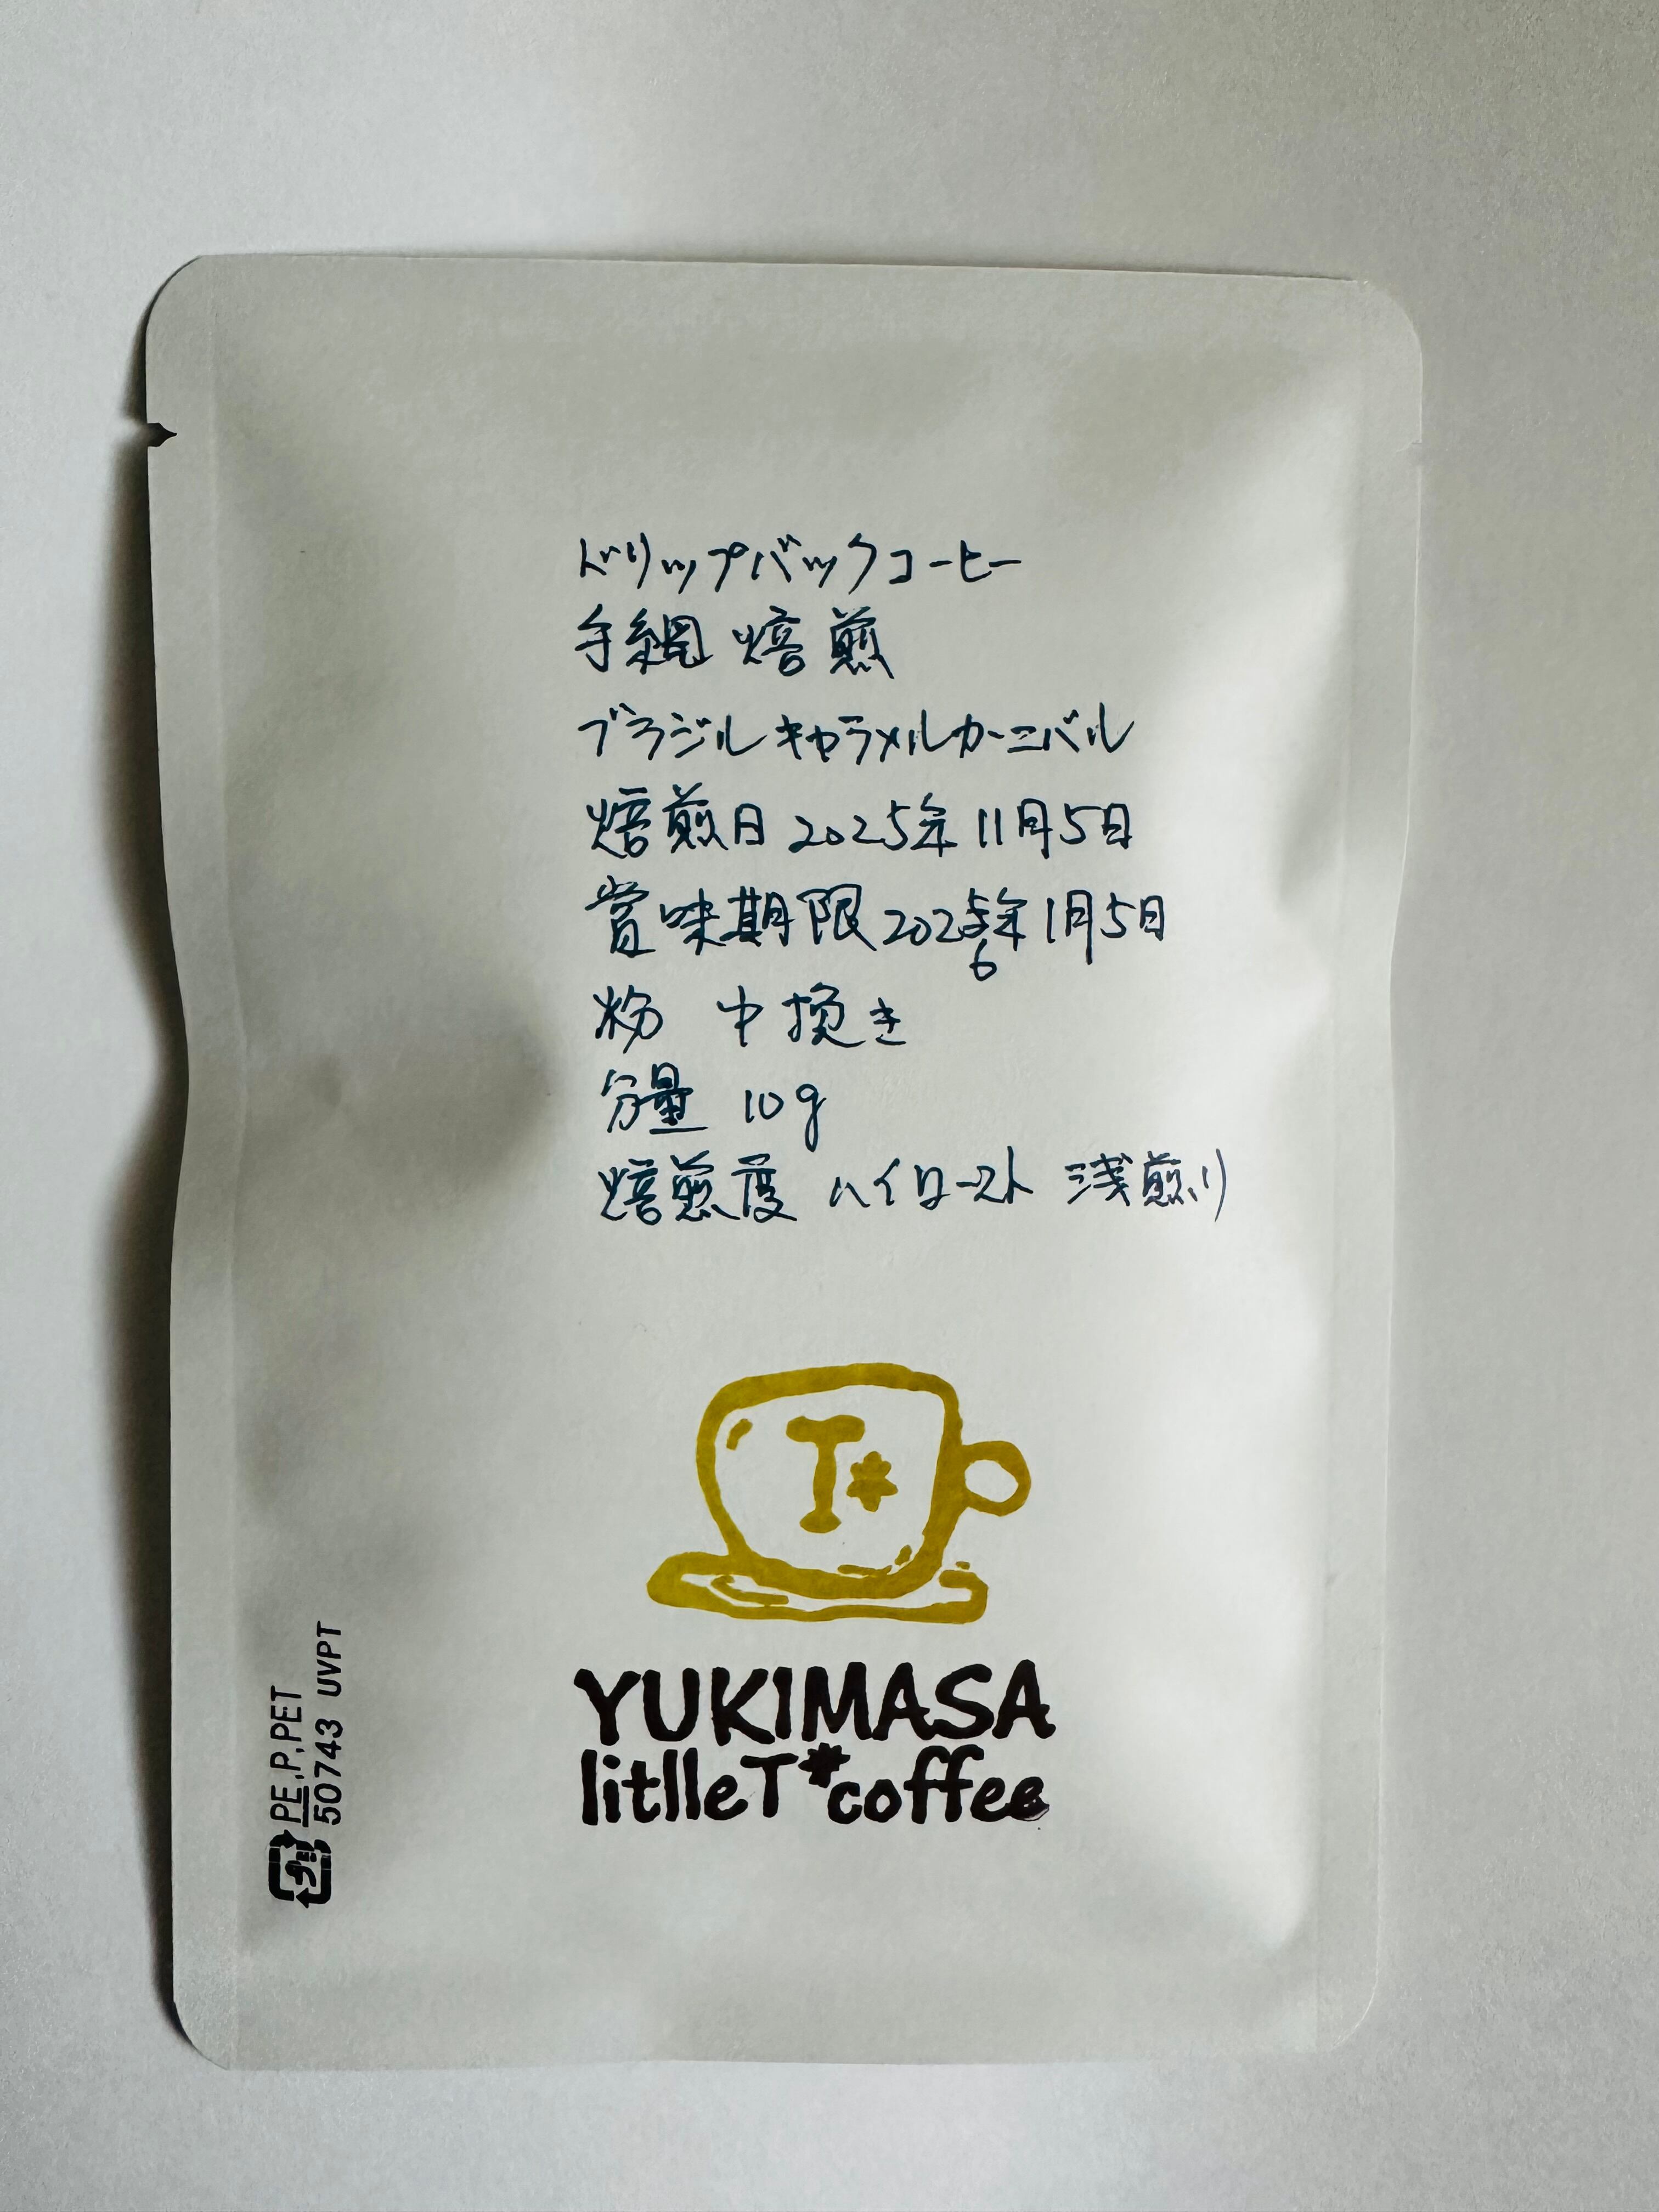 ドリップバックコーヒー
手網 焙煎
ブラジルキャラメルカーニバル
焙煎日 2025年 11月5日
賞味期限 2025年 1月5日
6
粉 中挽き
分量 10g
焙煎度 ハイロースト 浅煎り
T*
YUKIMASA
litlleT*coffee
プラ PE,P,PET
50743 UVPT